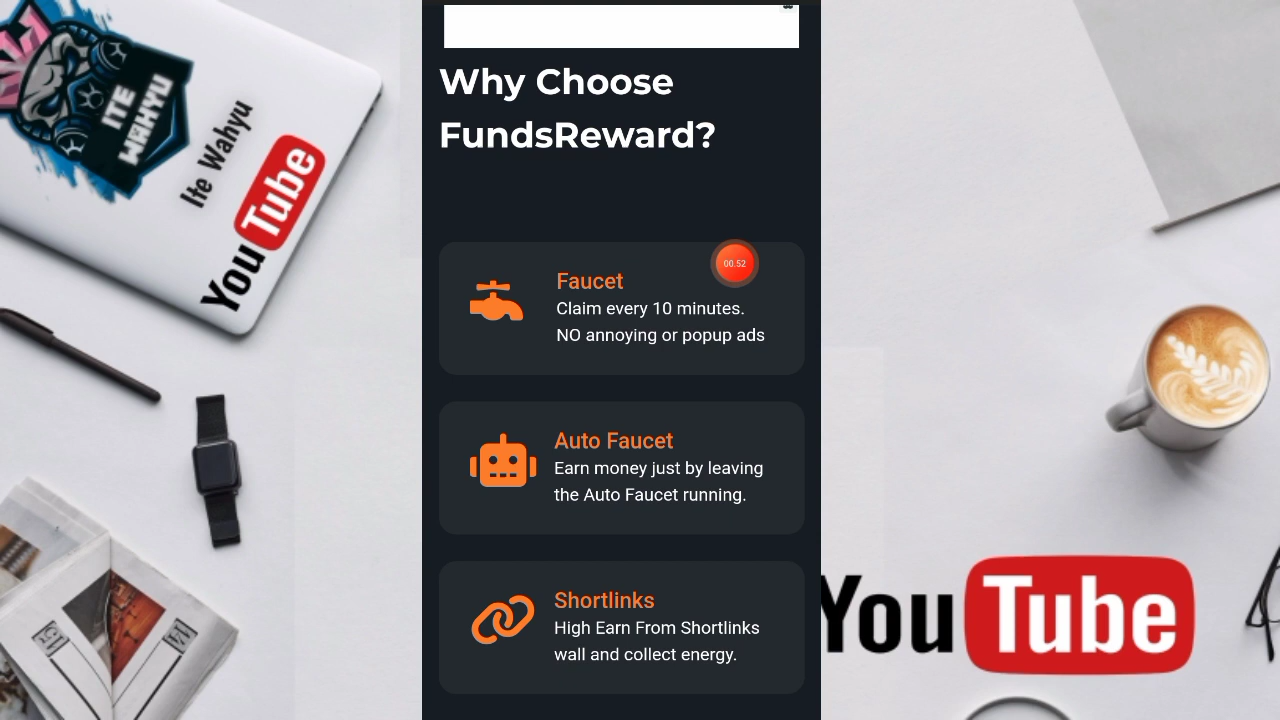 ITE
WAHYU
Ite Wahyu
YouTube
Why Choose
FundsReward?
00.52
Faucet
Claim every 10 minutes.
NO annoying or popup ads
Auto Faucet
Earn money just by leaving
the Auto Faucet running.
Shortlinks
High Earn From Shortlinks
wall and collect energy.
YouTube